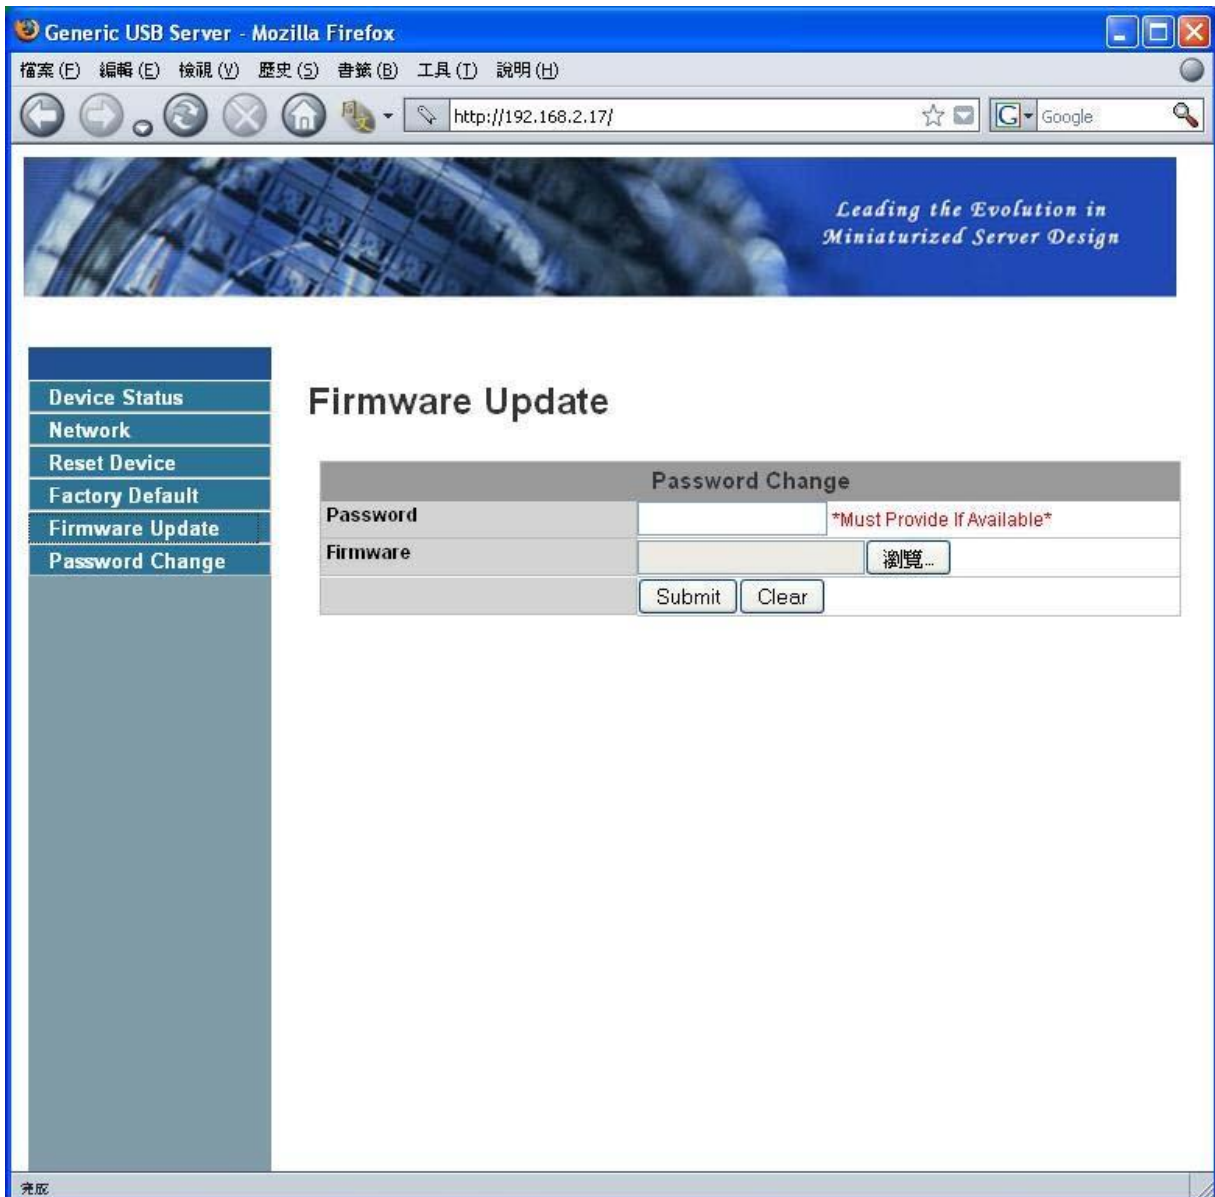 Generic USB Server - Mozilla Firefox
檔案(F) 編輯(E) 檢視(V) 歷史(S) 書籤(B) 工具(T) 說明(H)
http://192.168.2.17/
G Google
Leading the Evolution in
Miniaturized Server Design
Device Status
Network
Reset Device
Factory Default
Firmware Update
Password Change
Firmware Update
Password Change
Password *Must Provide If Available*
Firmware 瀏覽...
Submit Clear
完成